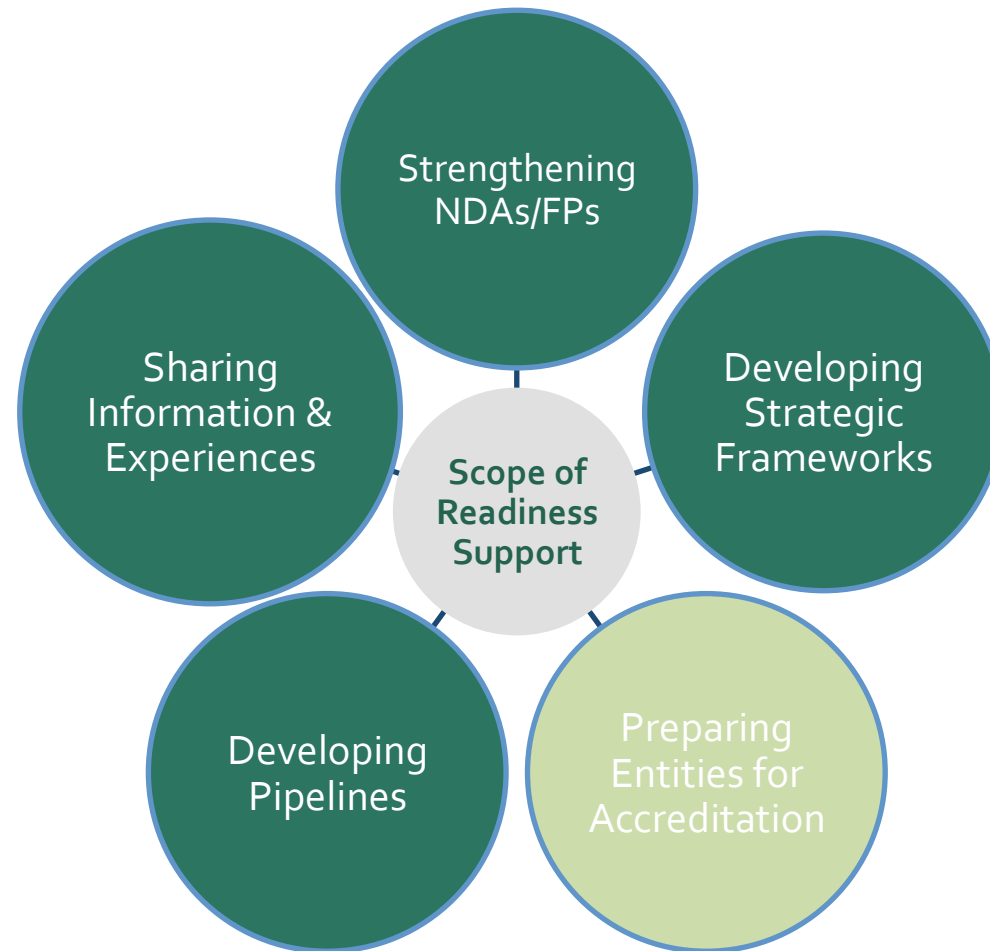 Strengthening
NDAs/FPs
Sharing
Information &
Experiences
Developing
Strategic
Frameworks
Scope of
Readiness
Support
Developing
Pipelines
Preparing
Entities for
Accreditation